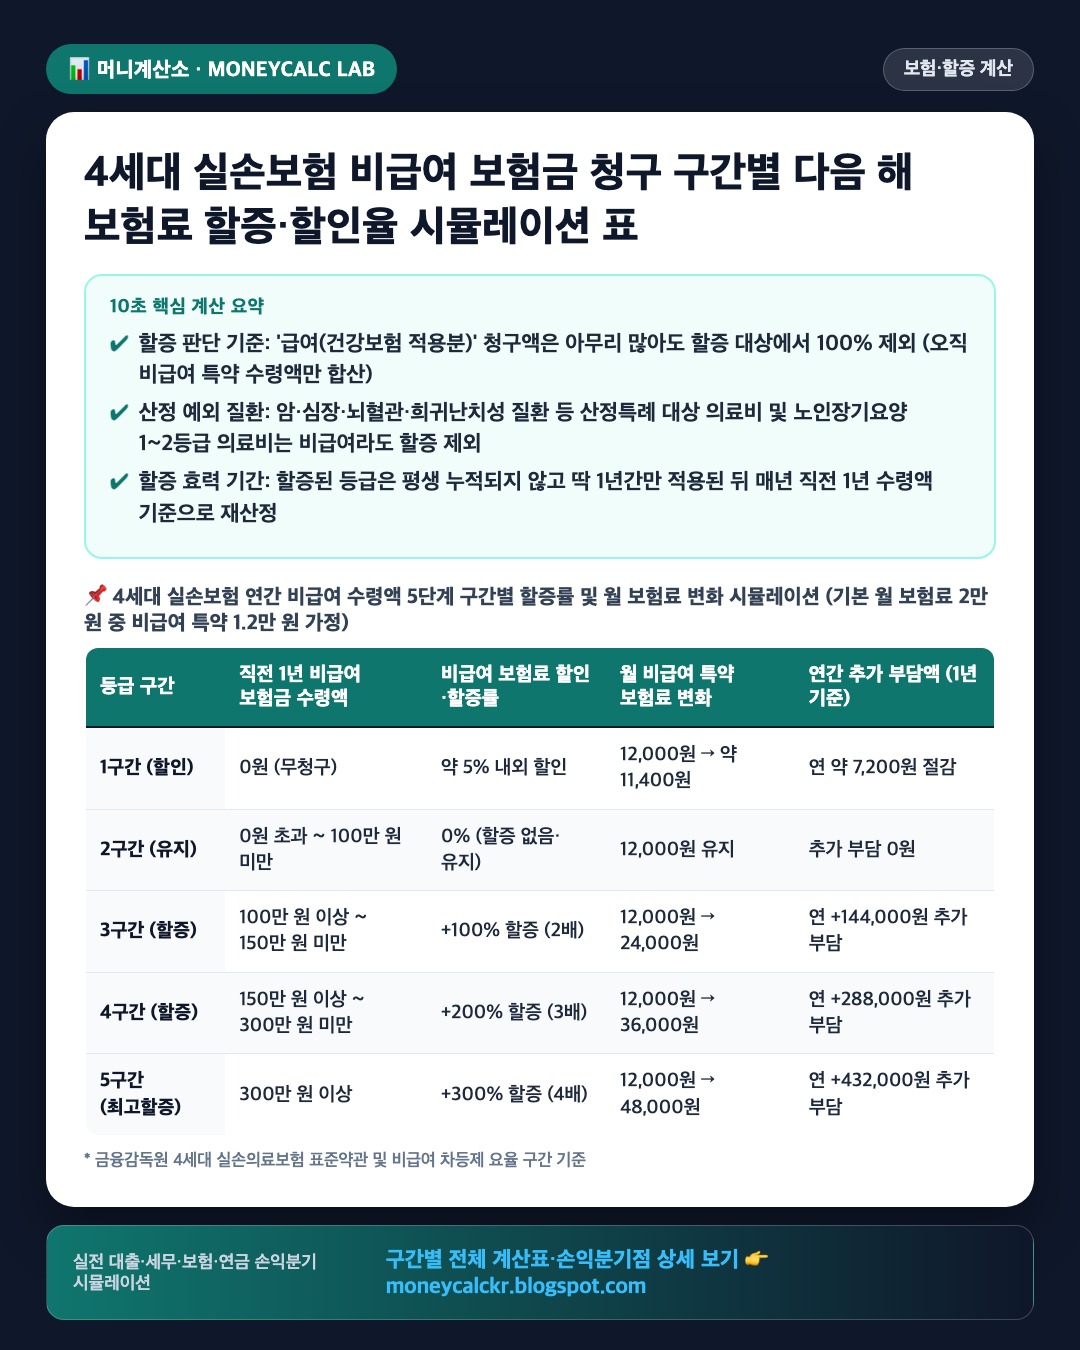 📊 머니계산소 · MONEYCALC LAB
보험·할증 계산
4세대 실손보험 비급여 보험금 청구 구간별 다음 해
보험료 할증·할인율 시뮬레이션 표
10초 핵심 계산 요약
✔ 할증 판단 기준: '급여(건강보험 적용분)' 청구액은 아무리 많아도 할증 대상에서 100% 제외 (오직
비급여 특약 수령액만 합산)
✔ 산정 예외 질환: 암·심장·뇌혈관·희귀난치성 질환 등 산정특례 대상 의료비 및 노인장기요양
1~2등급 의료비는 비급여라도 할증 제외
✔ 할증 효력 기간: 할증된 등급은 평생 누적되지 않고 딱 1년간만 적용된 뒤 매년 직전 1년 수령액
기준으로 재산정
📌 4세대 실손보험 연간 비급여 수령액 5단계 구간별 할증률 및 월 보험료 변화 시뮬레이션 (기본 월 보험료 2만
원 중 비급여 특약 1.2만 원 가정)
등급 구간
직전 1년 비급여
보험금 수령액
비급여 보험료 할인
·할증률
월 비급여 특약
보험료 변화
연간 추가 부담액 (1년
기준)
1구간 (할인)
0원 (무청구)
약 5% 내외 할인
12,000원 → 약
11,400원
연 약 7,200원 절감
2구간 (유지)
0원 초과 ~ 100만 원
미만
0% (할증 없음·
유지)
12,000원 유지
추가 부담 0원
3구간 (할증)
100만 원 이상 ~
150만 원 미만
+100% 할증 (2배)
12,000원 →
24,000원
연 +144,000원 추가
부담
4구간 (할증)
150만 원 이상 ~
300만 원 미만
+200% 할증 (3배)
12,000원 →
36,000원
연 +288,000원 추가
부담
5구간
(최고할증)
300만 원 이상
+300% 할증 (4배)
12,000원 →
48,000원
연 +432,000원 추가
부담
* 금융감독원 4세대 실손의료보험 표준약관 및 비급여 차등제 요율 구간 기준
실전 대출·세무·보험·연금 손익분기
시뮬레이션
구간별 전체 계산표·손익분기점 상세 보기 👉
moneycalckr.blogspot.com